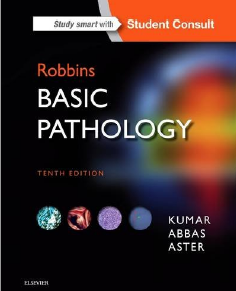 Study smart with Student Consult
Robbins
BASIC
PATHOLOGY
TENTH EDITION
KUMAR
ABBAS
ASTER
ELSEVIER